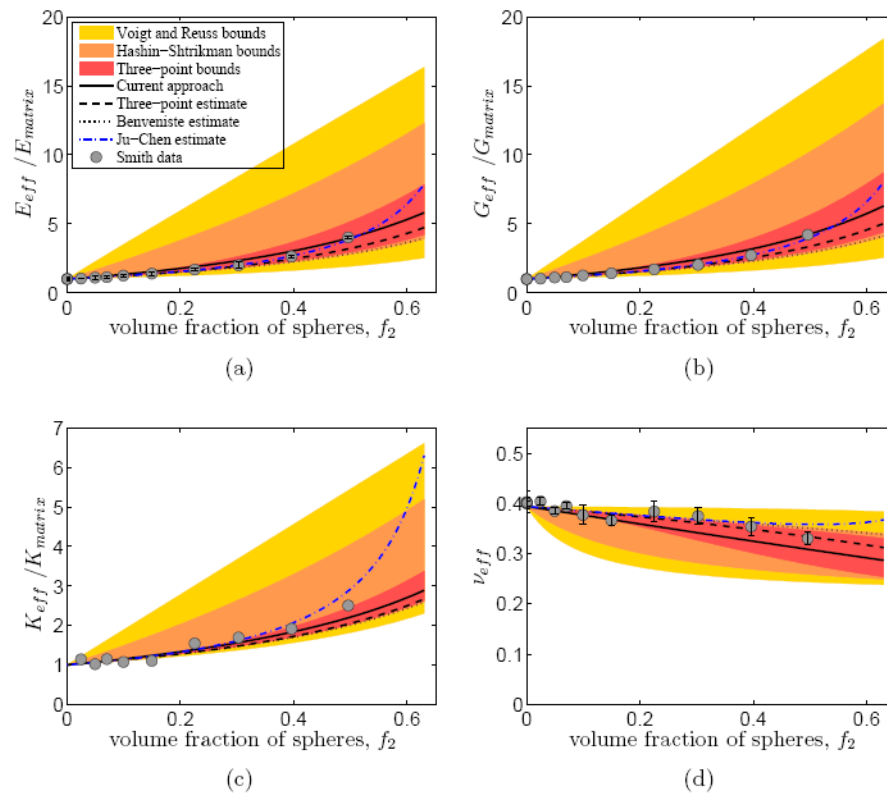 20
15
10
5
0
E_eff / E_matrix
Voigt and Reuss bounds
Hashin−Shtrikman bounds
Three−point bounds
Current approach
Three−point estimate
Benveniste estimate
Ju−Chen estimate
Smith data
0 0.2 0.4 0.6
volume fraction of spheres, f_2
(a)
20
15
10
5
0
G_eff / G_matrix
0 0.2 0.4 0.6
volume fraction of spheres, f_2
(b)
7
6
5
4
3
2
1
0
K_eff / K_matrix
0 0.2 0.4 0.6
volume fraction of spheres, f_2
(c)
0.5
0.4
0.3
0.2
0.1
0
ν_eff
0 0.2 0.4 0.6
volume fraction of spheres, f_2
(d)